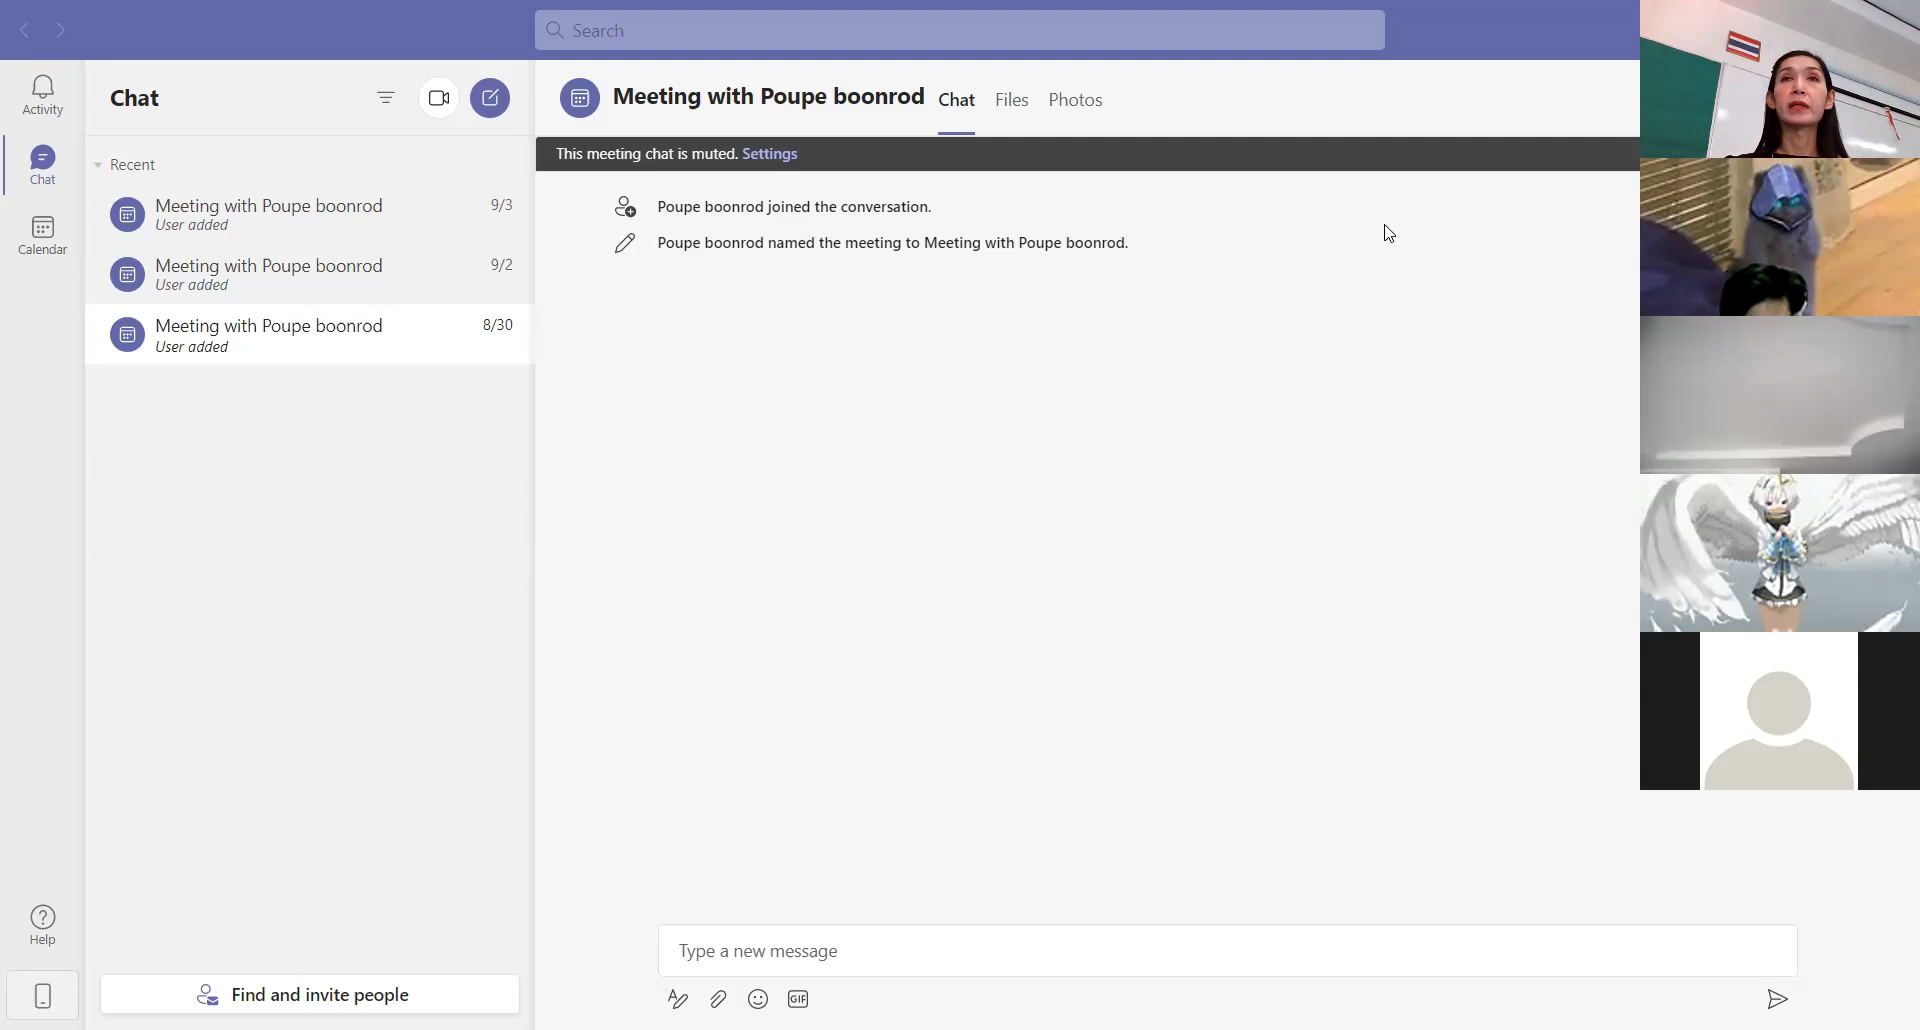 Search
Activity
Chat
Calendar
Help
Chat
Recent
Meeting with Poupe boonrod 9/3
User added
Meeting with Poupe boonrod 9/2
User added
Meeting with Poupe boonrod 8/30
User added
Find and invite people
Meeting with Poupe boonrod Chat Files Photos
This meeting chat is muted. Settings
Poupe boonrod joined the conversation.
Poupe boonrod named the meeting to Meeting with Poupe boonrod.
Type a new message
GIF